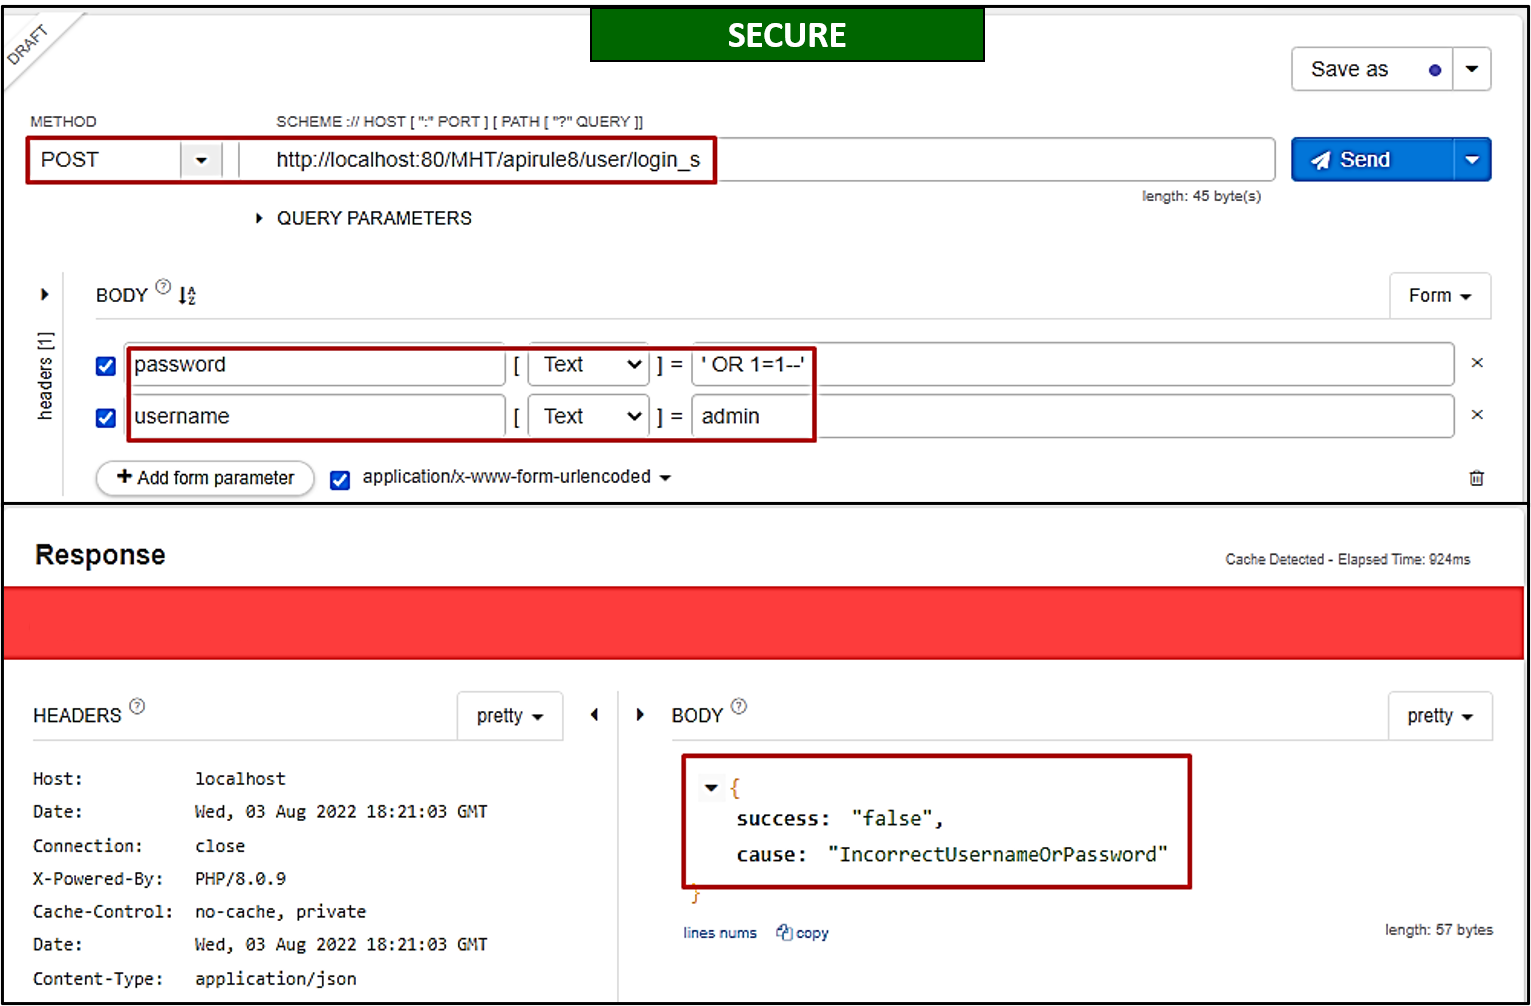 SECURE
DRAFT
Save as
METHOD
SCHEME :// HOST [ ":" PORT ] [ PATH [ "?" QUERY ]]
POST
http://localhost:80/MHT/apirule8/user/login_s
Send
length: 45 byte(s)
QUERY PARAMETERS
headers [1]
BODY ?
Form
password [ Text ] = ' OR 1=1--' ×
username [ Text ] = admin ×
+ Add form parameter
application/x-www-form-urlencoded
Response
Cache Detected - Elapsed Time: 924ms
HEADERS ?
pretty
BODY ?
pretty
Host: localhost
Date: Wed, 03 Aug 2022 18:21:03 GMT
Connection: close
X-Powered-By: PHP/8.0.9
Cache-Control: no-cache, private
Date: Wed, 03 Aug 2022 18:21:03 GMT
Content-Type: application/json
{
success: "false",
cause: "IncorrectUsernameOrPassword"
}
lines nums
copy
length: 57 bytes